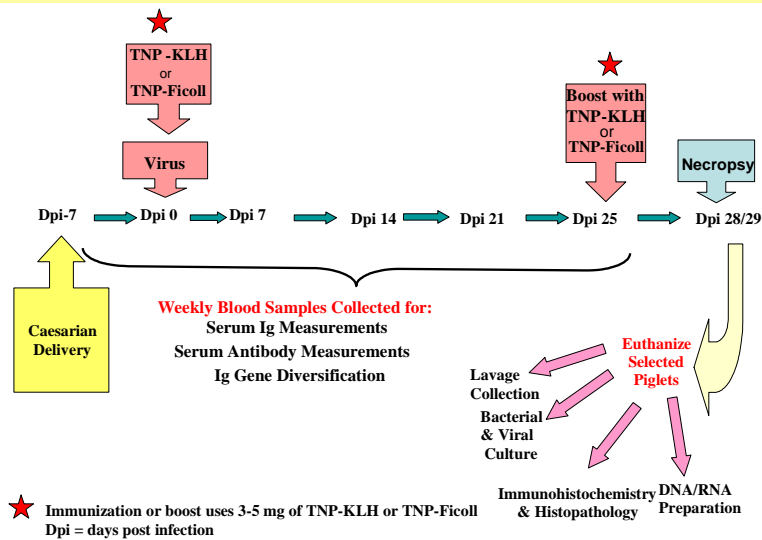 TNP -KLH
or
TNP-Ficoll
Virus
Boost with
TNP-KLH
or
TNP-Ficoll
Necropsy
Dpi-7
Dpi 0
Dpi 7
Dpi 14
Dpi 21
Dpi 25
Dpi 28/29
Caesarian
Delivery
Weekly Blood Samples Collected for:
Serum Ig Measurements
Serum Antibody Measurements
Ig Gene Diversification
Euthanize
Selected
Piglets
Lavage
Collection
Bacterial
& Viral
Culture
Immunohistochemistry
& Histopathology
DNA/RNA
Preparation
Immunization or boost uses 3-5 mg of TNP-KLH or TNP-Ficoll
Dpi = days post infection